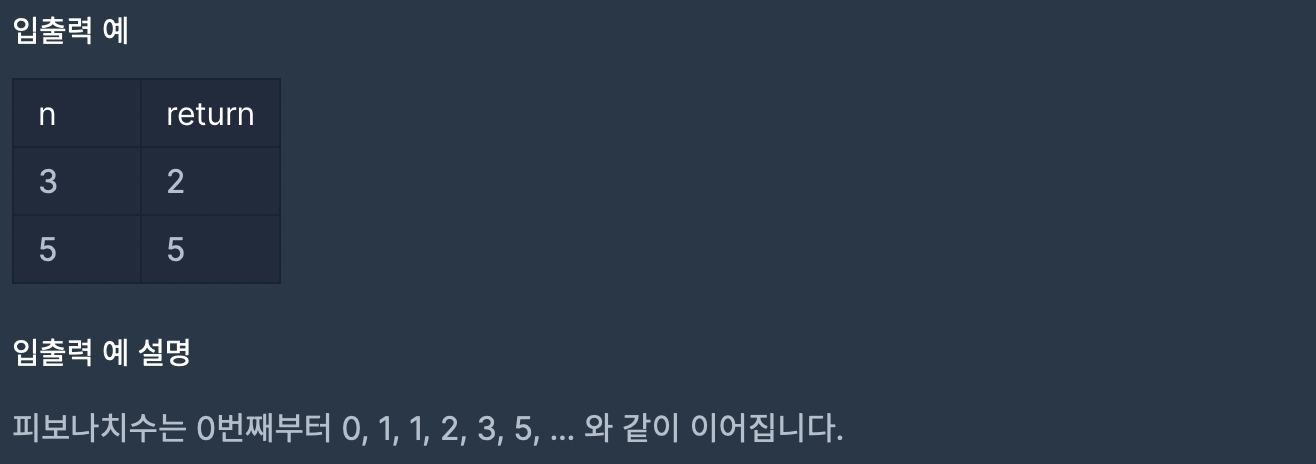 입출력 예
n return
3 2
5 5
입출력 예 설명
피보나치수는 0번째부터 0, 1, 1, 2, 3, 5, ... 와 같이 이어집니다.